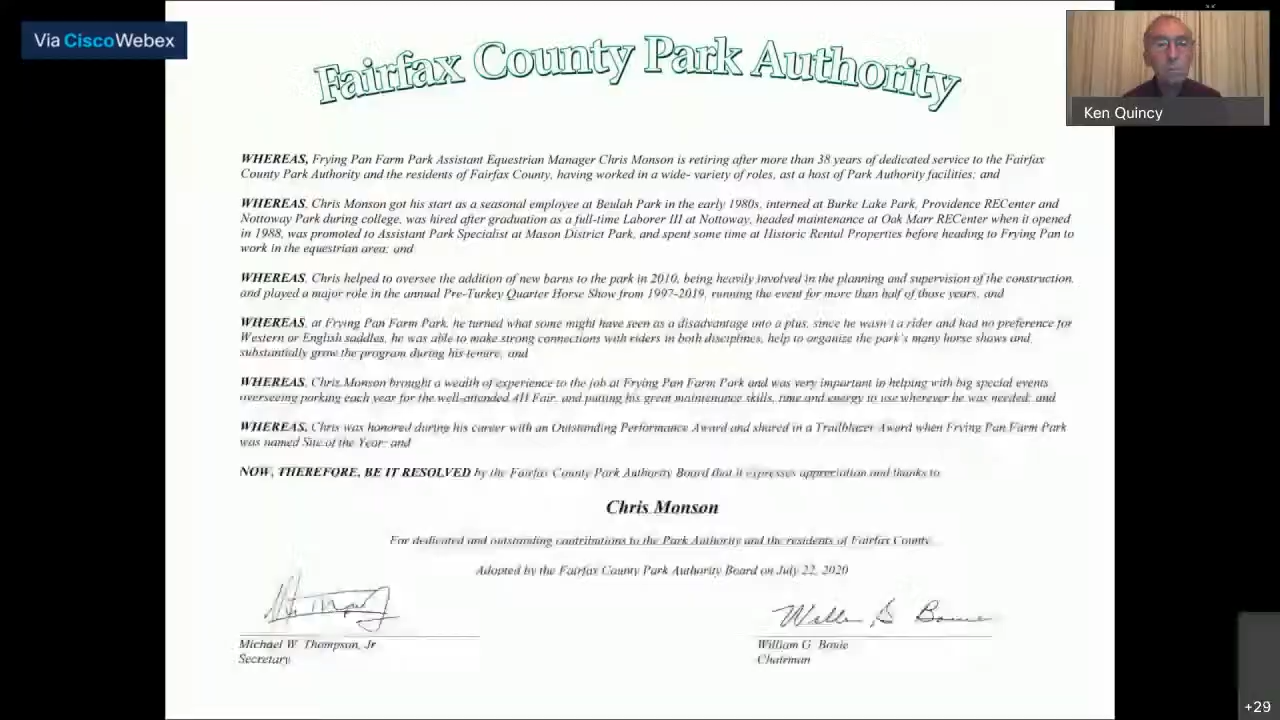 Via CiscoWebex
Ken Quincy
Fairfax County Park Authority
WHEREAS, Frying Pan Farm Park Assistant Equestrian Manager Chris Monson is retiring after more than 38 years of dedicated service to the Fairfax
County Park Authority and the residents of Fairfax County, having worked in a wide- variety of roles, ast a host of Park Authority facilities; and
WHEREAS, Chris Monson got his start as a seasonal employee at Beulah Park in the early 1980s, interned at Burke Lake Park, Providence RECenter and
Nottoway Park during college, was hired after graduation as a full-time Laborer III at Nottoway, headed maintenance at Oak Marr RECenter when it opened
in 1988, was promoted to Assistant Park Specialist at Mason District Park, and spent some time at Historic Rental Properties before heading to Frying Pan to
work in the equestrian area; and
WHEREAS, Chris helped to oversee the addition of new barns to the park in 2010, being heavily involved in the planning and supervision of the construction,
and played a major role in the annual Pre-Turkey Quarter Horse Show from 1997-2019, running the event for more than half of those years, and
WHEREAS, at Frying Pan Farm Park, he turned what some might have seen as a disadvantage into a plus, since he wasn't a rider and had no preference for
Western or English saddles, he was able to make strong connections with riders in both disciplines, help to organize the park's many horse shows and
substantially grow the program during his tenure, and
WHEREAS, Chris Monson brought a wealth of experience to the job at Frying Pan Farm Park and was very important in helping with big special events
overseeing parking each year for the well-attended 4H Fair, and putting his great maintenance skills, time and energy to use wherever he was needed; and
WHEREAS, Chris was honored during his career with an Outstanding Performance Award and shared in a Trailblazer Award when Frying Pan Farm Park
was named Site of the Year; and
NOW, THEREFORE, BE IT RESOLVED by the Fairfax County Park Authority Board that it expresses appreciation and thanks to
Chris Monson
For dedicated and outstanding contributions to the Park Authority and the residents of Fairfax County.
Adopted by the Fairfax County Park Authority Board on July 22, 2020
Michael W. Thompson, Jr
Secretary
William G. Bouie
Chairman
+29